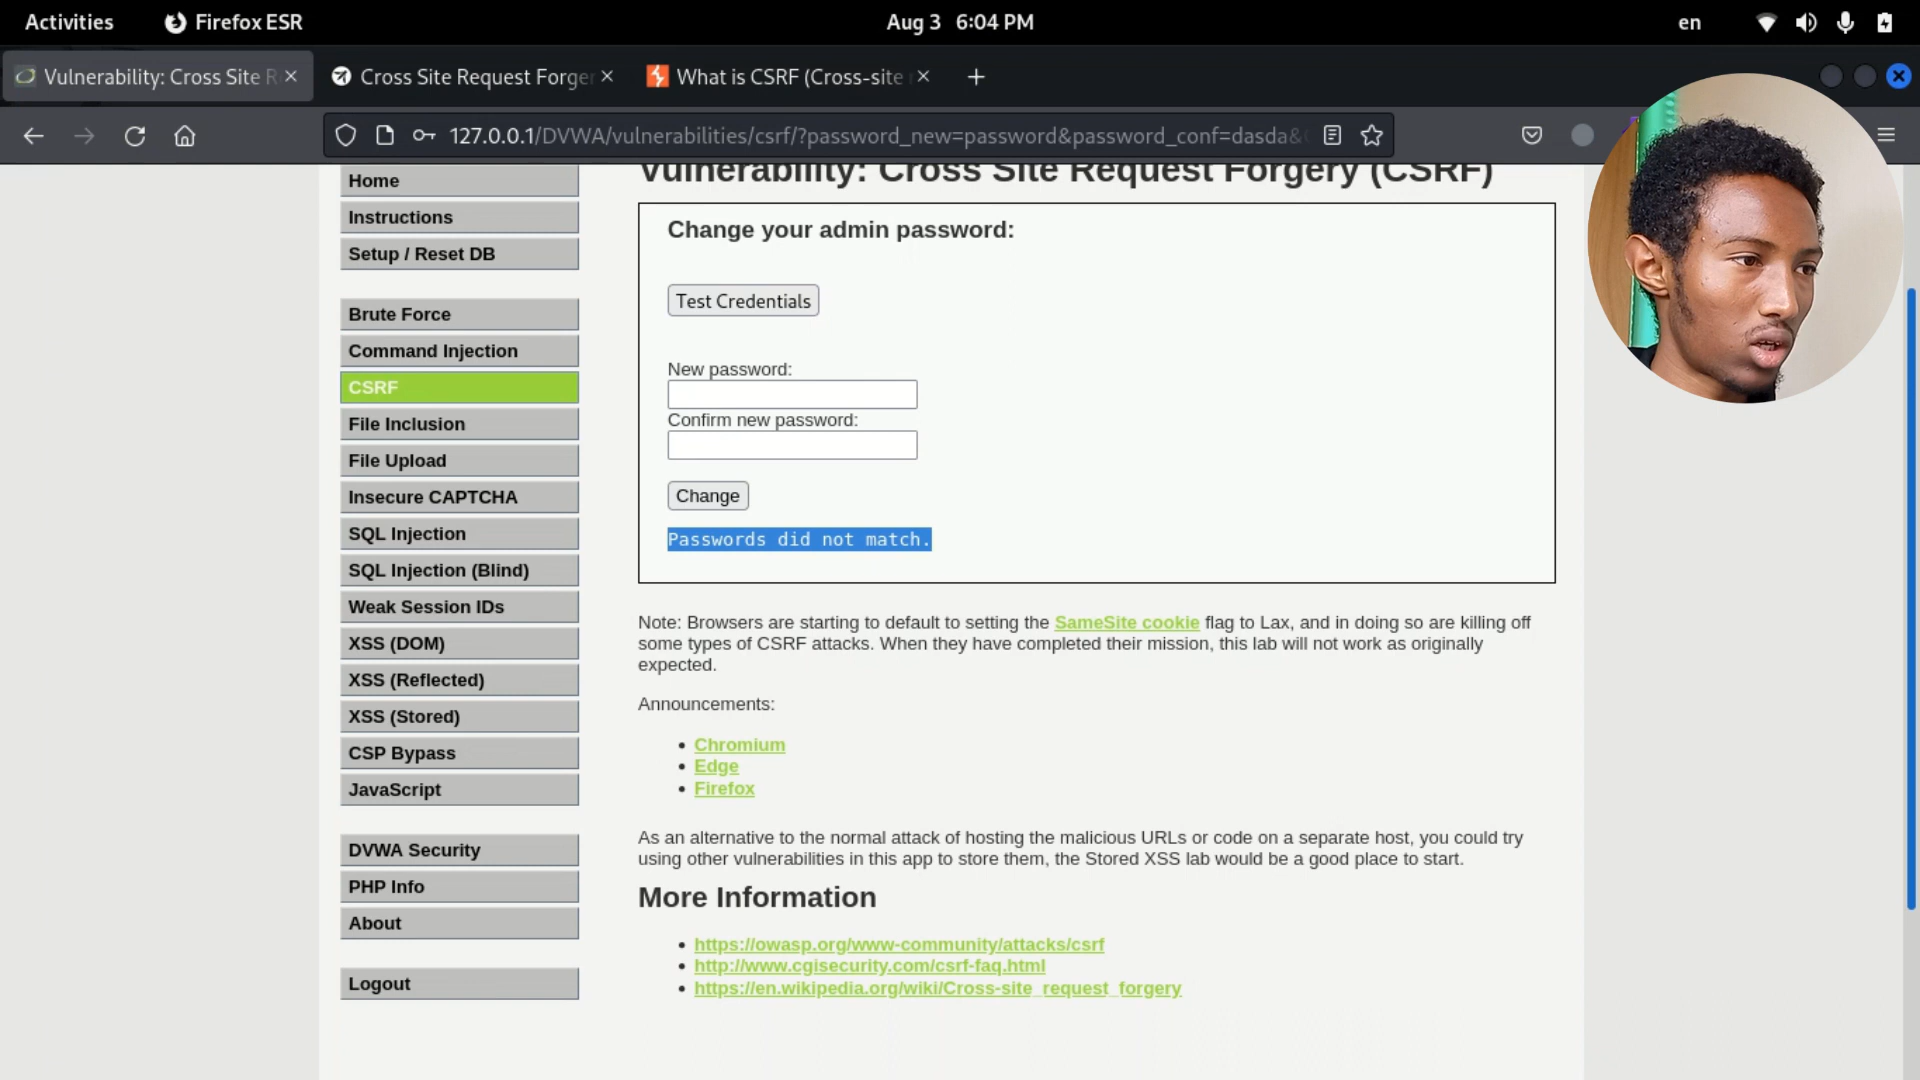 Activities
Firefox ESR
Aug 3 6:04 PM
en
Vulnerability: Cross Site R
Cross Site Request Forger
What is CSRF (Cross-site
127.0.0.1/DVWA/vulnerabilities/csrf/?password_new=password&password_conf=dasda&
Vulnerability: Cross Site Request Forgery (CSRF)
Home
Instructions
Setup / Reset DB
Brute Force
Command Injection
CSRF
File Inclusion
File Upload
Insecure CAPTCHA
SQL Injection
SQL Injection (Blind)
Weak Session IDs
XSS (DOM)
XSS (Reflected)
XSS (Stored)
CSP Bypass
JavaScript
DVWA Security
PHP Info
About
Logout
Change your admin password:
Test Credentials
New password:
Confirm new password:
Change
Passwords did not match.
Note: Browsers are starting to default to setting the SameSite cookie flag to Lax, and in doing so are killing off
some types of CSRF attacks. When they have completed their mission, this lab will not work as originally
expected.
Announcements:
Chromium
Edge
Firefox
As an alternative to the normal attack of hosting the malicious URLs or code on a separate host, you could try
using other vulnerabilities in this app to store them, the Stored XSS lab would be a good place to start.
More Information
https://owasp.org/www-community/attacks/csrf
http://www.cgisecurity.com/csrf-faq.html
https://en.wikipedia.org/wiki/Cross-site_request_forgery